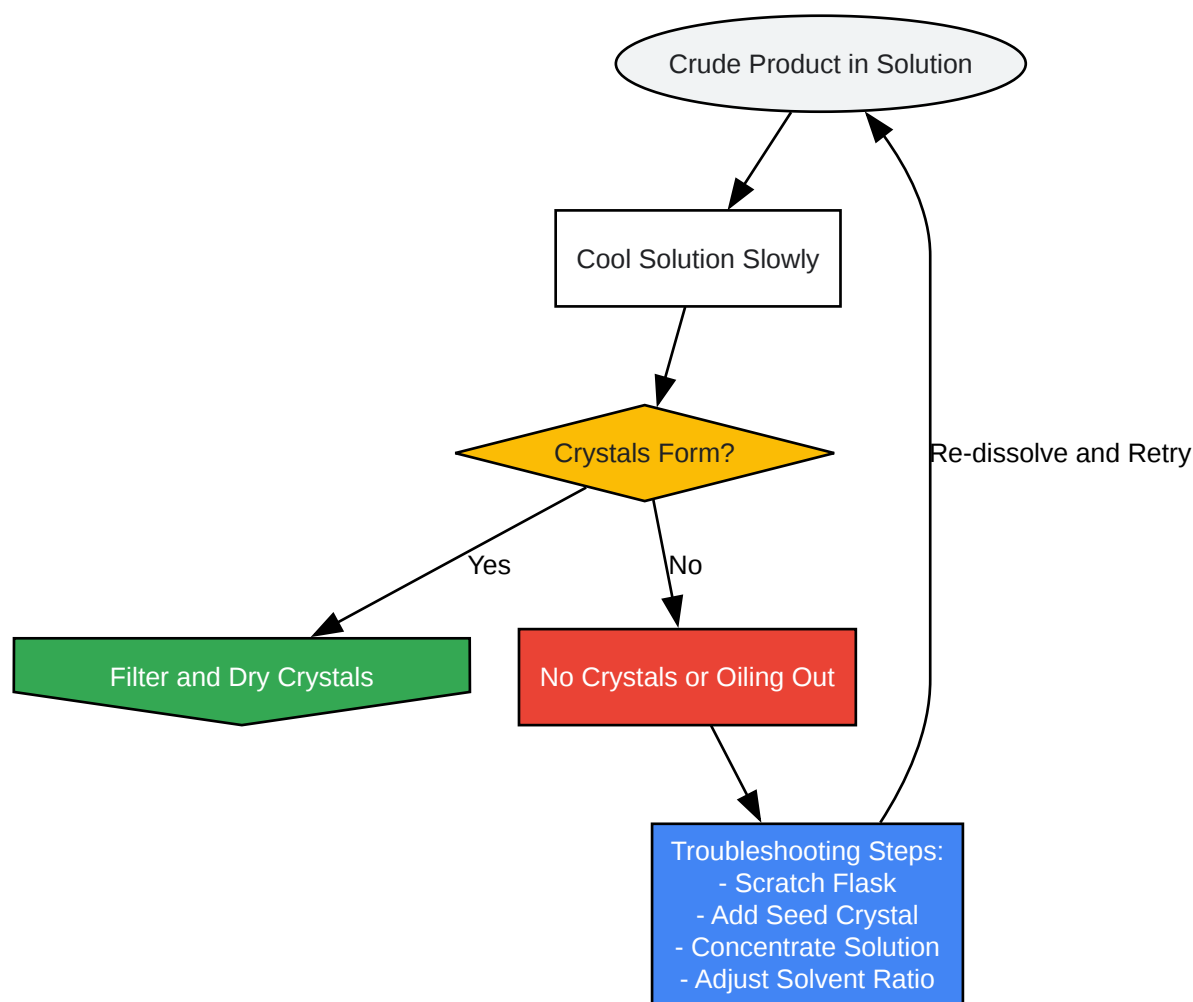 Crude Product in Solution
Cool Solution Slowly
Crystals Form?
Re-dissolve and Retry
Yes
No
Filter and Dry Crystals
No Crystals or Oiling Out
Troubleshooting Steps:
- Scratch Flask
- Add Seed Crystal
- Concentrate Solution
- Adjust Solvent Ratio